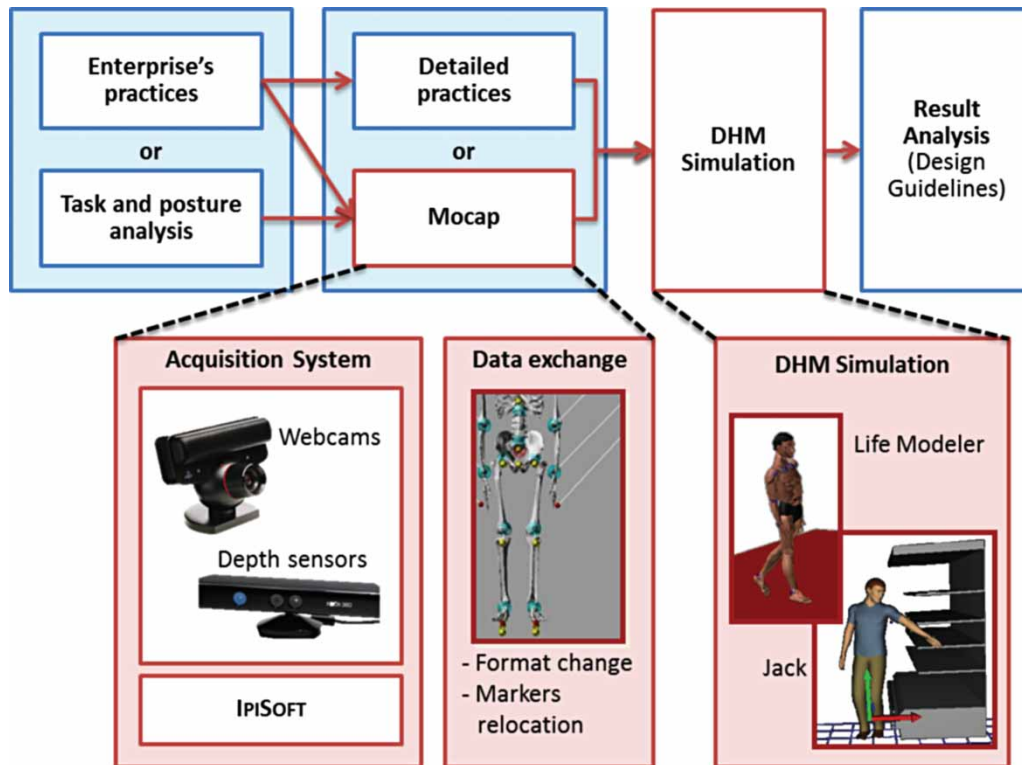 Enterprise's
practices
or
Task and posture
analysis
Detailed
practices
or
Mocap
DHM
Simulation
Result
Analysis
(Design
Guidelines)
Acquisition System
Webcams
Depth sensors
IPISOFT
Data exchange
- Format change
- Markers
relocation
DHM Simulation
Life Modeler
Jack